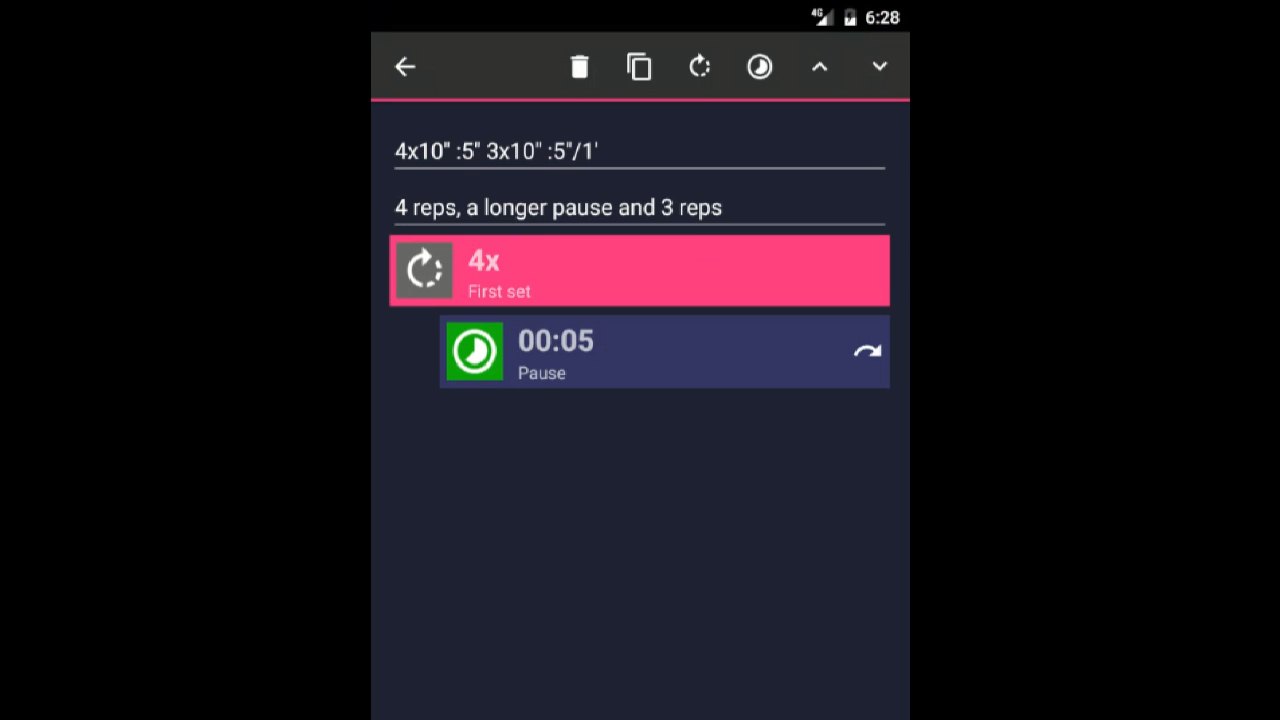 4G 6:28
4x10" :5" 3x10" :5"/1'
4 reps, a longer pause and 3 reps
4x
First set
00:05
Pause